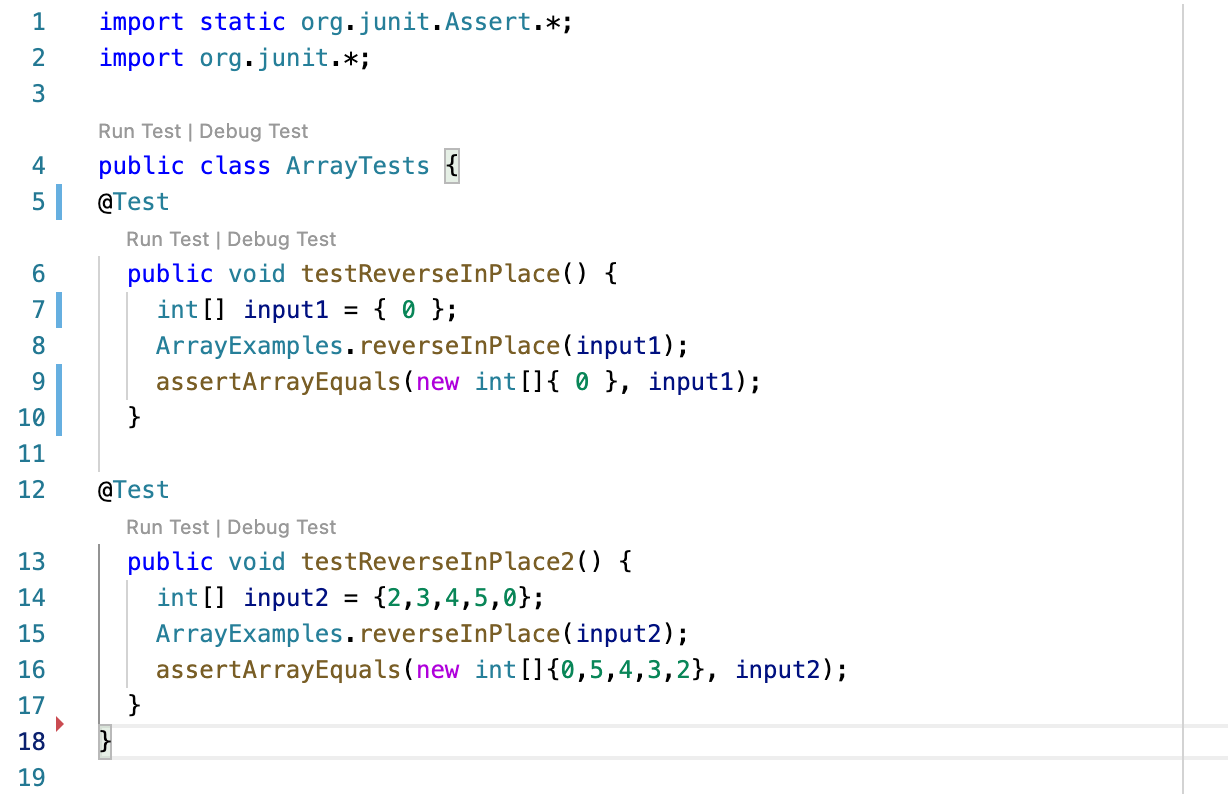 1 import static org.junit.Assert.*;
2 import org.junit.*;
3
Run Test | Debug Test
4 public class ArrayTests {
5 @Test
Run Test | Debug Test
6 public void testReverseInPlace() {
7 int[] input1 = { 0 };
8 ArrayExamples.reverseInPlace(input1);
9 assertArrayEquals(new int[]{ 0 }, input1);
10 }
11
12 @Test
Run Test | Debug Test
13 public void testReverseInPlace2() {
14 int[] input2 = {2,3,4,5,0};
15 ArrayExamples.reverseInPlace(input2);
16 assertArrayEquals(new int[]{0,5,4,3,2}, input2);
17 }
18 }
19